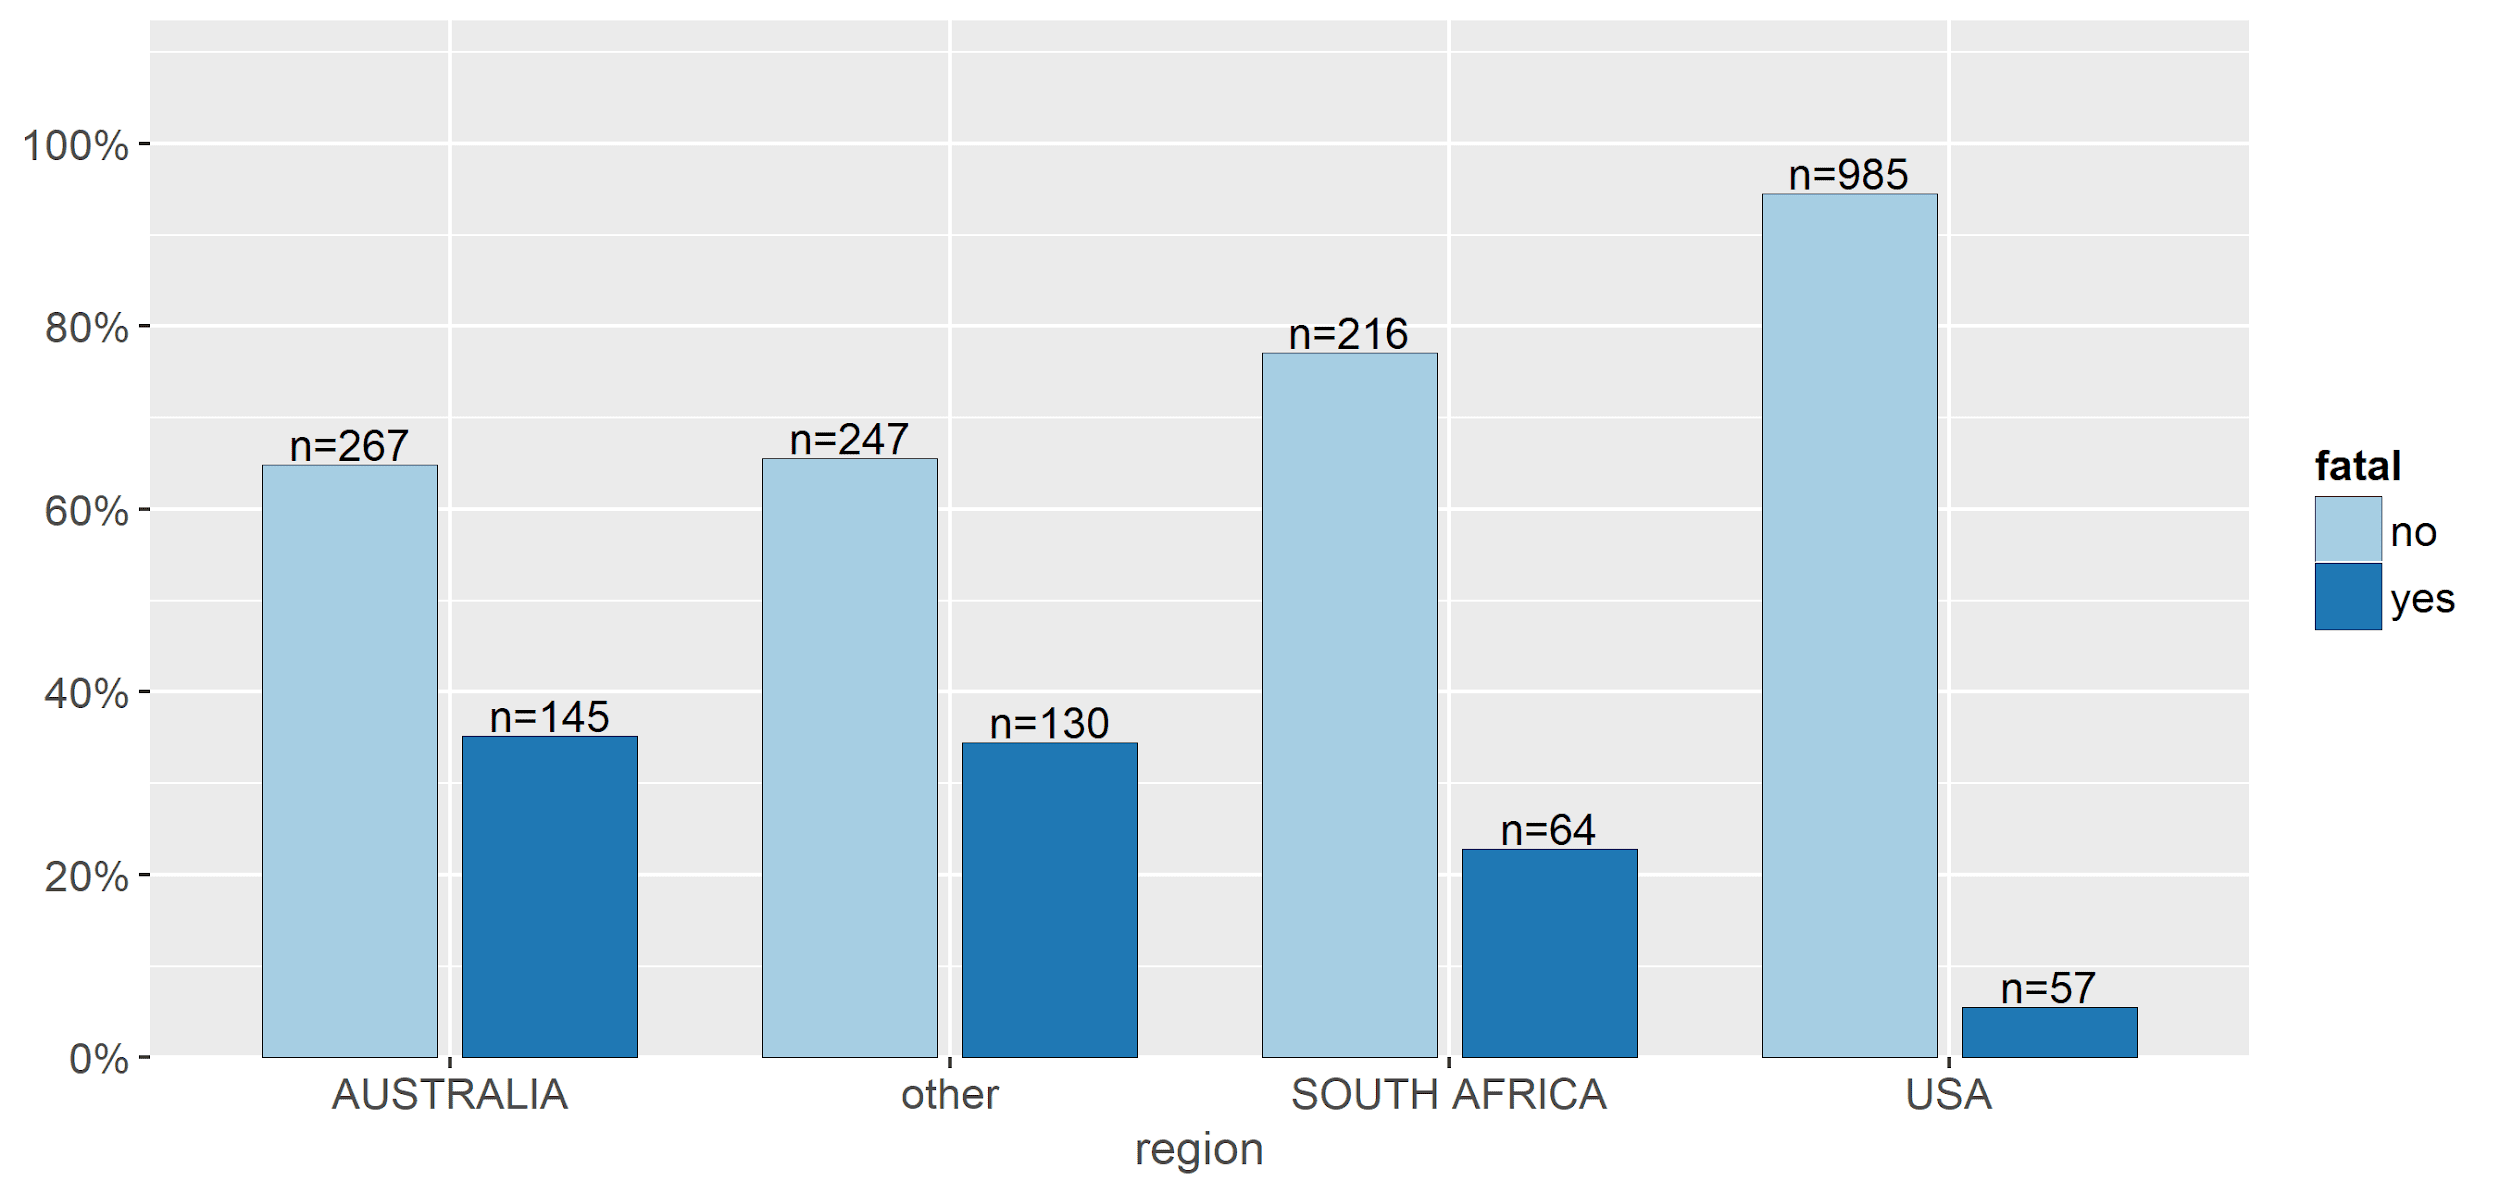 100%
80%
60%
40%
20%
0%
n=267
n=145
n=247
n=130
n=216
n=64
n=985
n=57
AUSTRALIA
other
SOUTH AFRICA
USA
region
fatal
no
yes